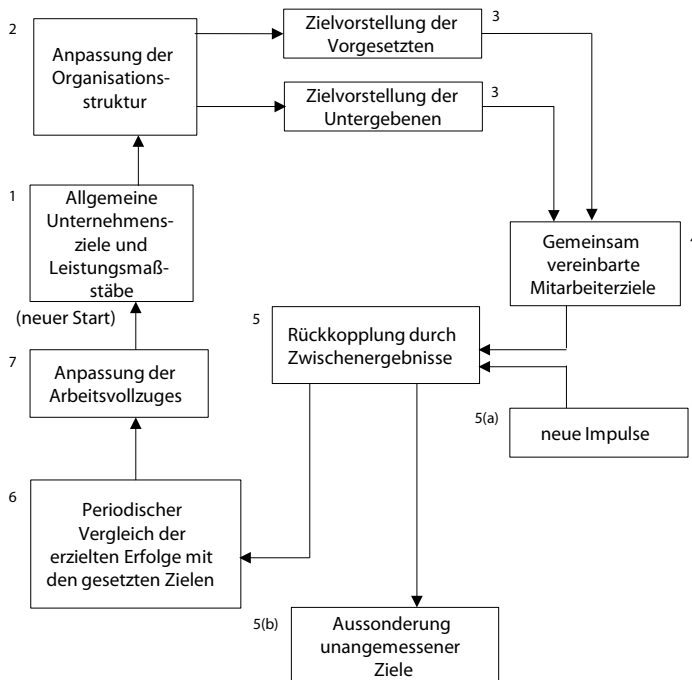 2
Anpassung der
Organisations-
struktur
Zielvorstellung der
Vorgesetzten
3
Zielvorstellung der
Untergebenen
3
1
Allgemeine
Unternehmens-
ziele und
Leistungsmaß-
stäbe
(neuer Start)
Gemeinsam
vereinbarte
Mitarbeiterziele
5
Rückkopplung durch
Zwischenergebnisse
7
Anpassung der
Arbeitsvollzuges
5(a)
neue Impulse
6
Periodischer
Vergleich der
erzielten Erfolge mit
den gesetzten Zielen
5(b)
Aussonderung
unangemessener
Ziele